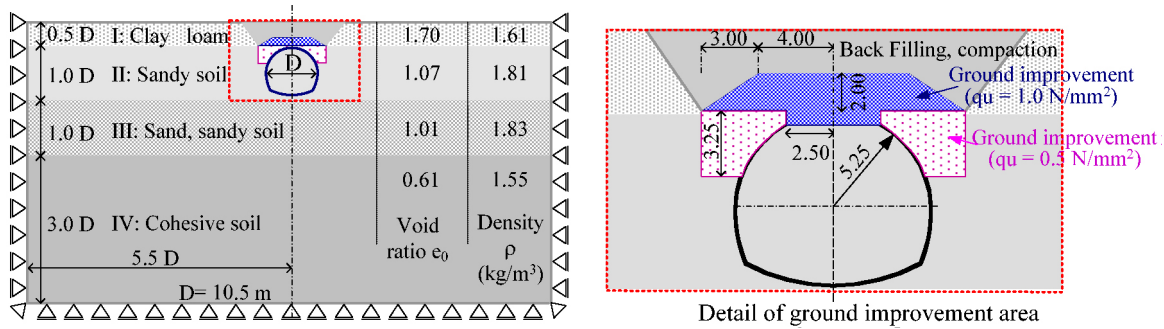 0.5 D I: Clay loam 1.70 1.61
D
1.0 D II: Sandy soil 1.07 1.81
1.0 D III: Sand, sandy soil 1.01 1.83
0.61 1.55
3.0 D IV: Cohesive soil Void Density
ratio e0 ρ
5.5 D (kg/m³)
D= 10.5 m
3.00 4.00 Back Filling, compaction
2.00 Ground improvement
(qu = 1.0 N/mm²)
3.25 2.50 5.25 Ground improvement
(qu = 0.5 N/mm²)
Detail of ground improvement area